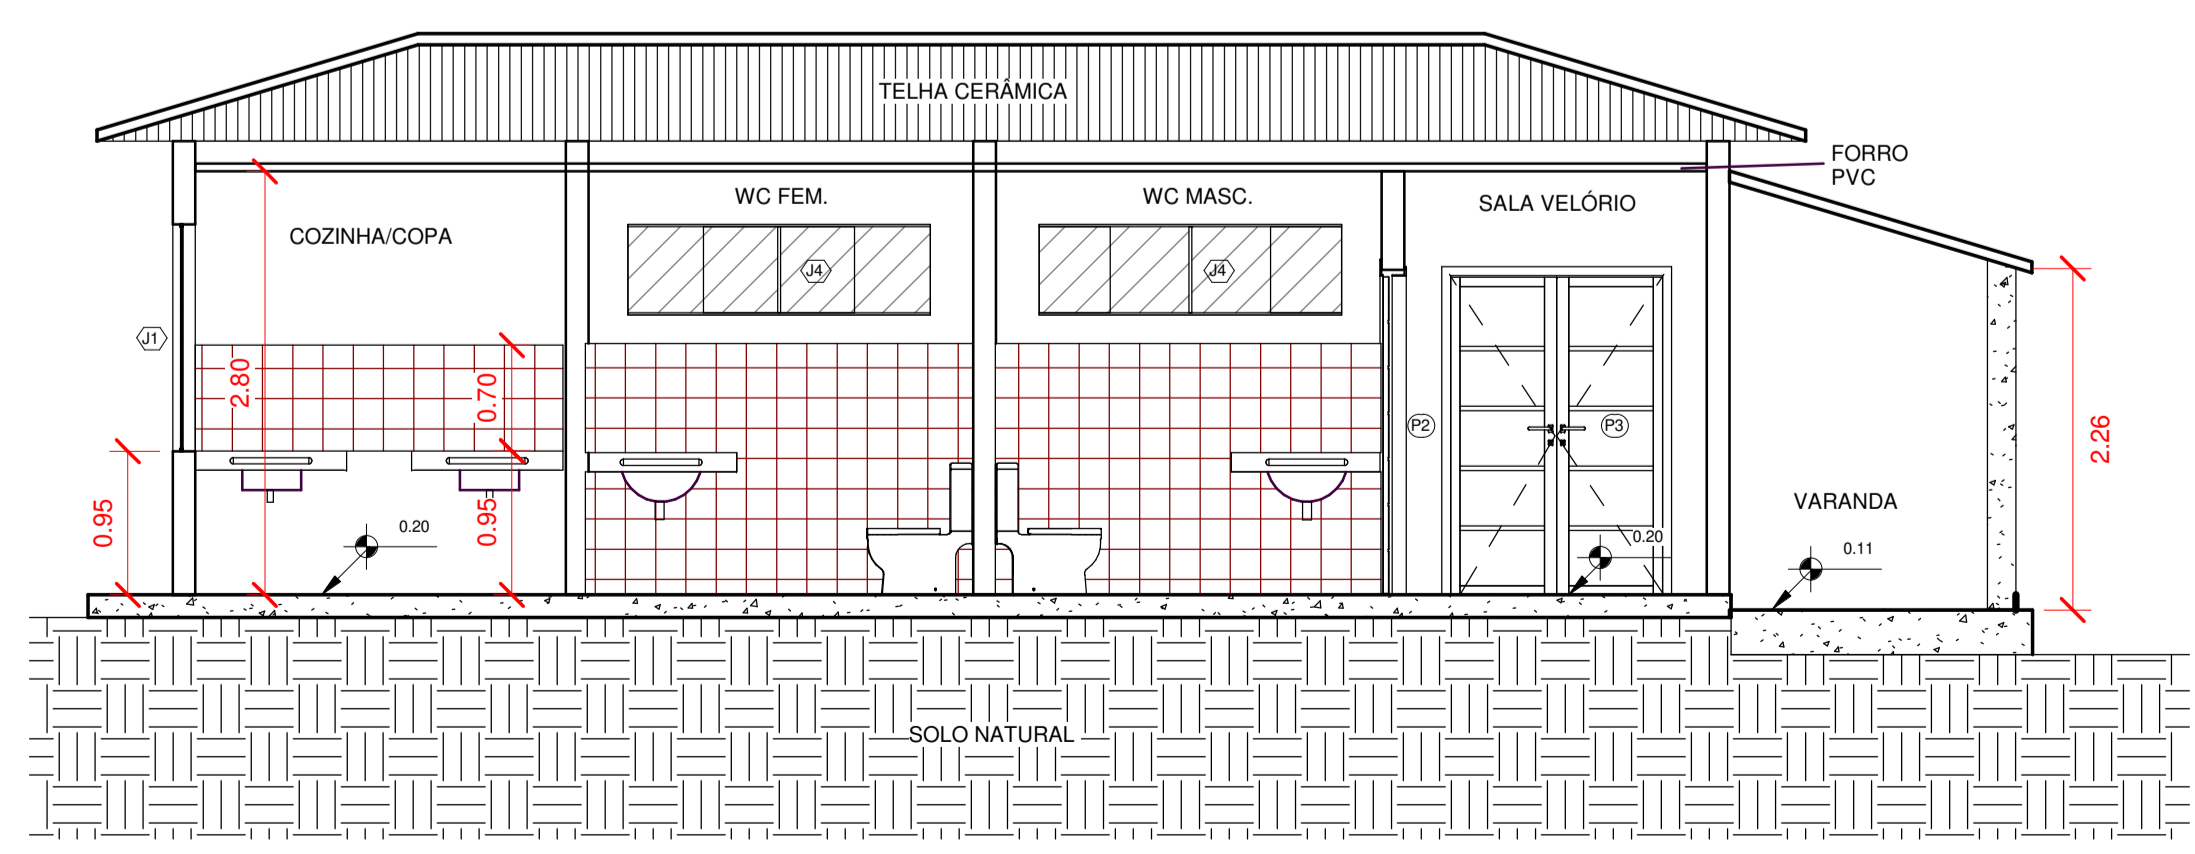 TELHA CERÂMICA
FORRO
PVC
WC FEM.
WC MASC.
SALA VELÓRIO
COZINHA/COPA
J4
J4
J1
2.80
0.70
P2
P3
2.26
0.95
0.95
0.20
0.20
VARANDA
0.11
SOLO NATURAL